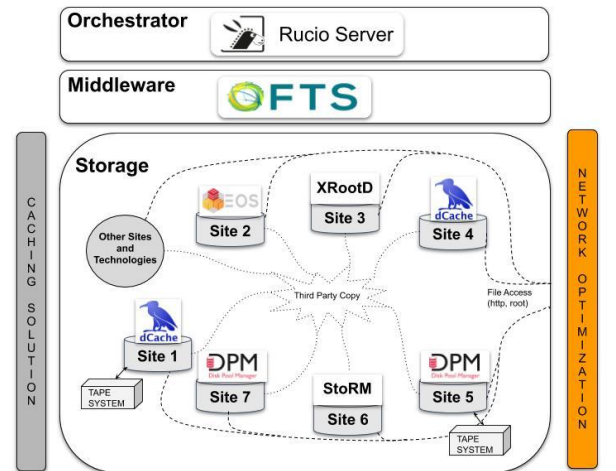 Orchestrator
Rucio Server
Middleware
FTS
Storage
CACHING SOLUTION
NETWORK OPTIMIZATION
EOS
Site 2
XRootD
Site 3
dCache
Site 4
Other Sites
and
Technologies
Third Party Copy
File Access
(http, root)
dCache
Site 1
TAPE
SYSTEM
DPM
Disk Pool Manager
Site 7
StoRM
Site 6
DPM
Disk Pool Manager
Site 5
TAPE
SYSTEM